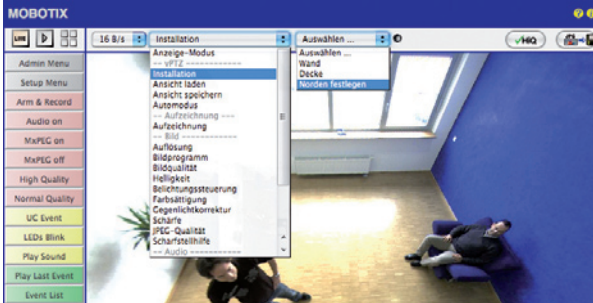 MOBOTIX
LIVE
16 B/s
Installation
Auswählen ...
HiQ
Admin Menu
Setup Menu
Arm & Record
Audio on
MxPEG on
MxPEG off
High Quality
Normal Quality
UC Event
LEDs Blink
Play Sound
Play Last Event
Event List
Anzeige-Modus
-- vPTZ ------------
Installation
Ansicht laden
Ansicht speichern
Automodus
-- Aufzeichnung ---
Aufzeichnung
-- Bild ------------
Auflösung
Bildprogramm
Bildqualität
Helligkeit
Belichtungssteuerung
Farbsättigung
Gegenlichtkorrektur
Schärfe
JPEG-Qualität
Scharfstellhilfe
-- Audio -----------
Auswählen ...
Wand
Decke
Norden festlegen